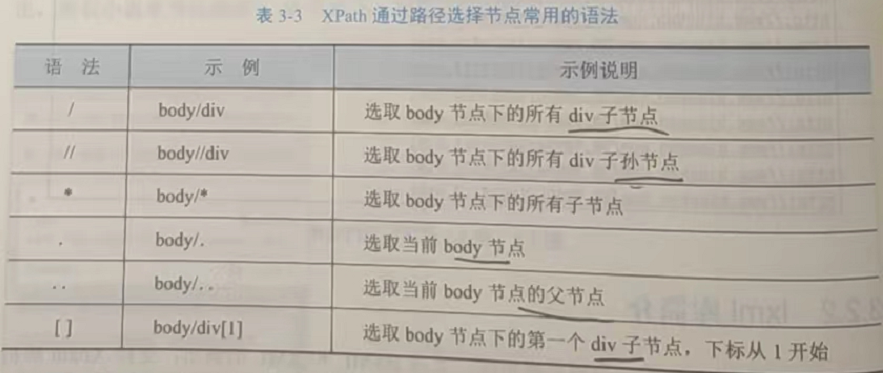 表 3-3 XPath 通过路径选择节点常用的语法
语 法 示 例 示例说明
/ body/div 选取 body 节点下的所有 div 子节点
// body//div 选取 body 节点下的所有 div 子孙节点
* body/* 选取 body 节点下的所有子节点
. body/. 选取当前 body 节点
.. body/.. 选取当前 body 节点的父节点
[ ] body/div[1] 选取 body 节点下的第一个 div 子节点，下标从 1 开始